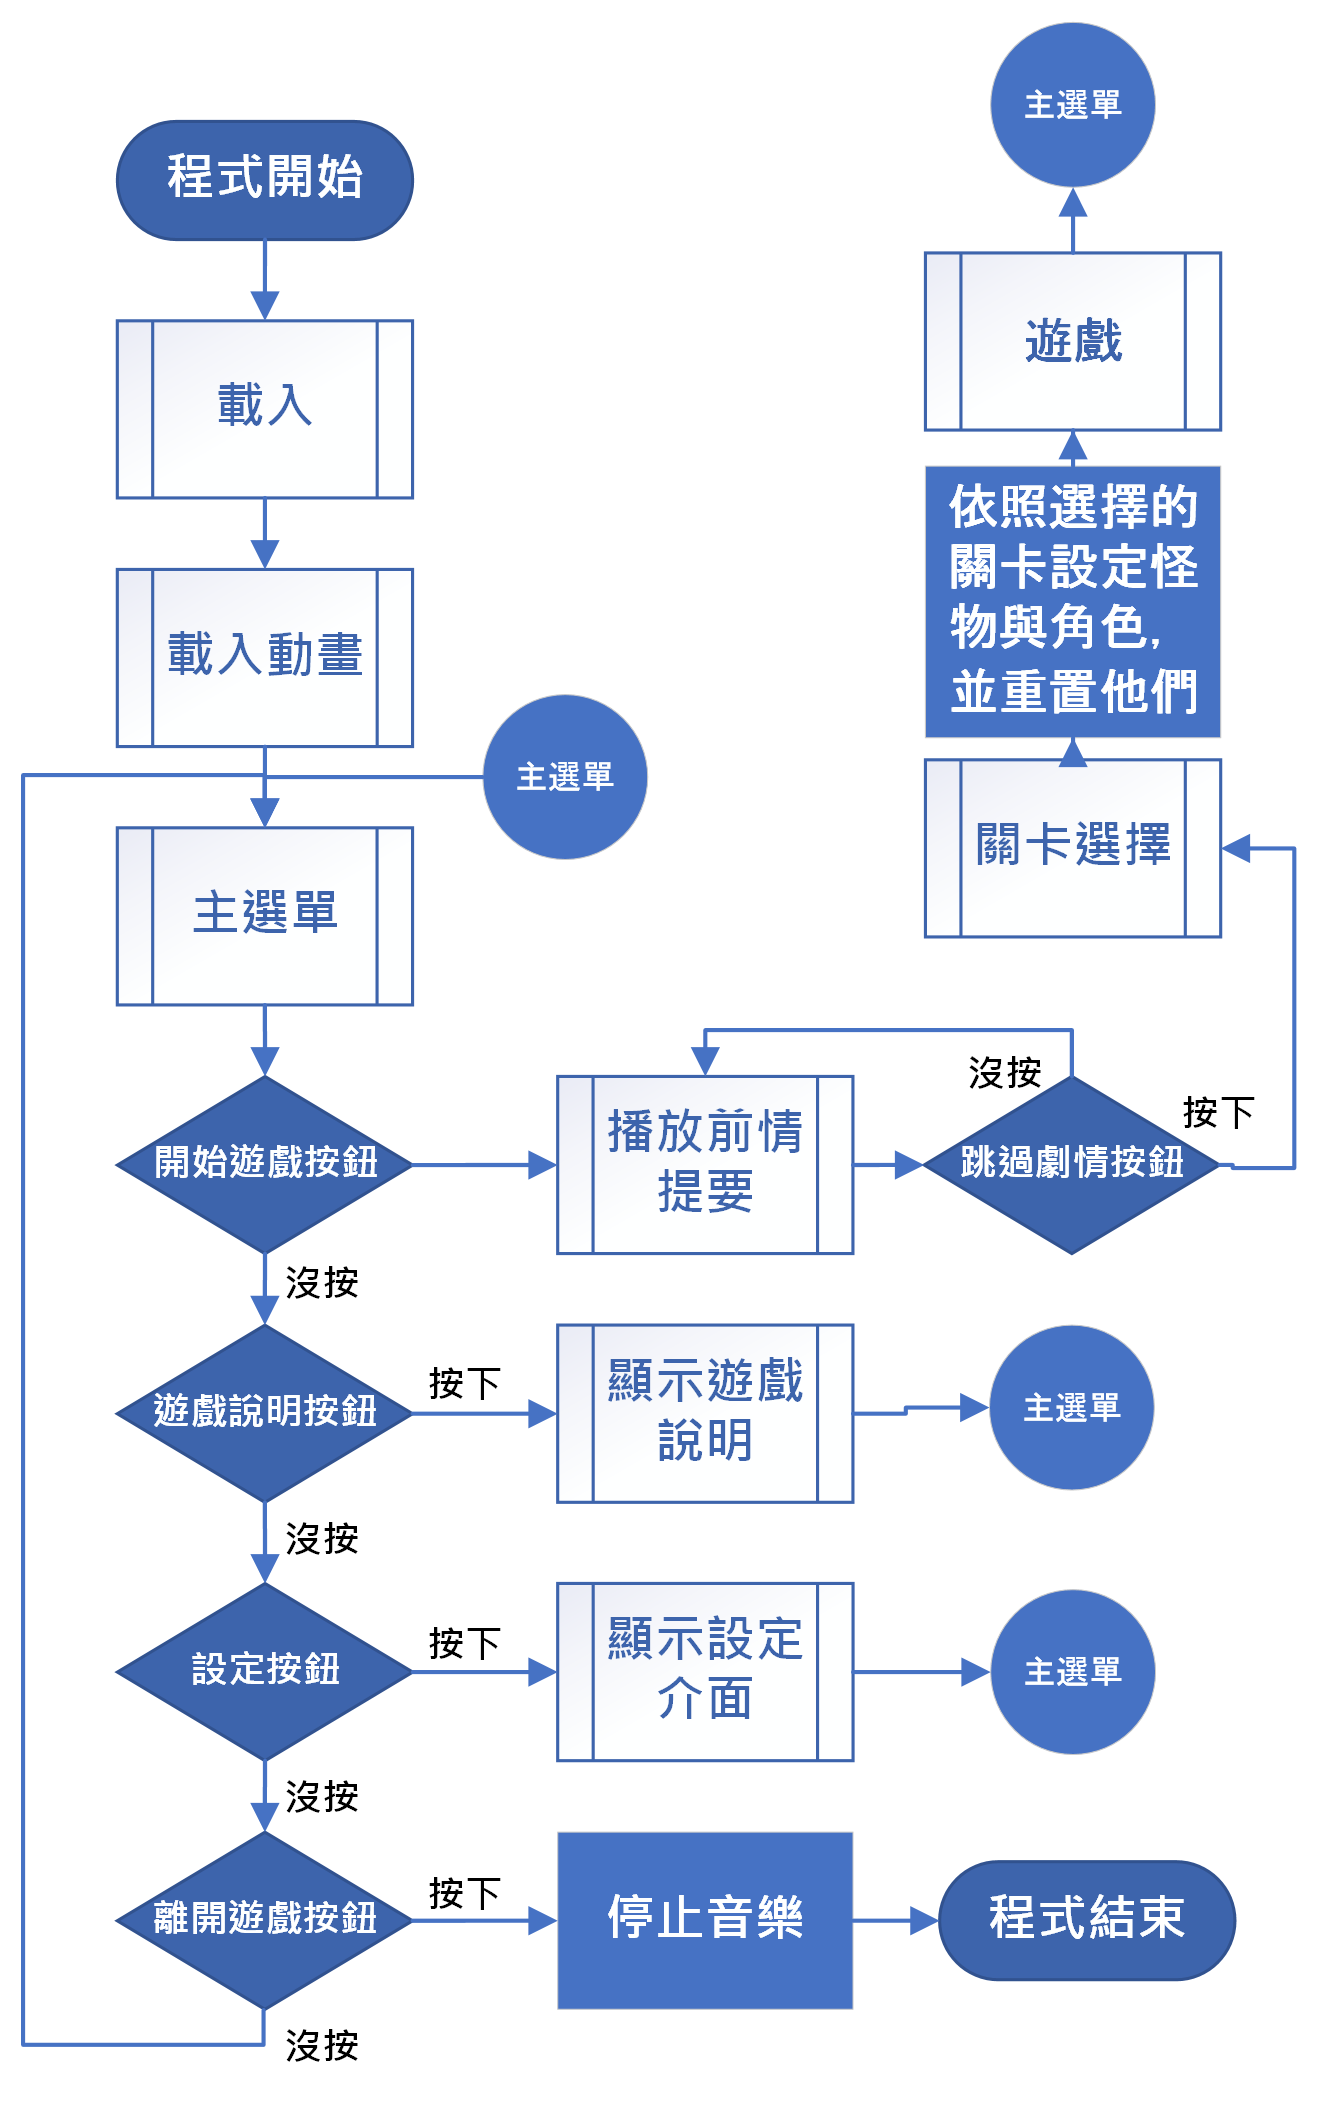 程式開始
載入
載入動畫
主選單
主選單
開始遊戲按鈕
沒按
遊戲說明按鈕
沒按
設定按鈕
沒按
離開遊戲按鈕
沒按
播放前情
提要
沒按
跳過劇情按鈕
按下
關卡選擇
依照選擇的
關卡設定怪
物與角色,
並重置他們
遊戲
主選單
按下
顯示遊戲
說明
主選單
按下
顯示設定
介面
主選單
按下
停止音樂
程式結束